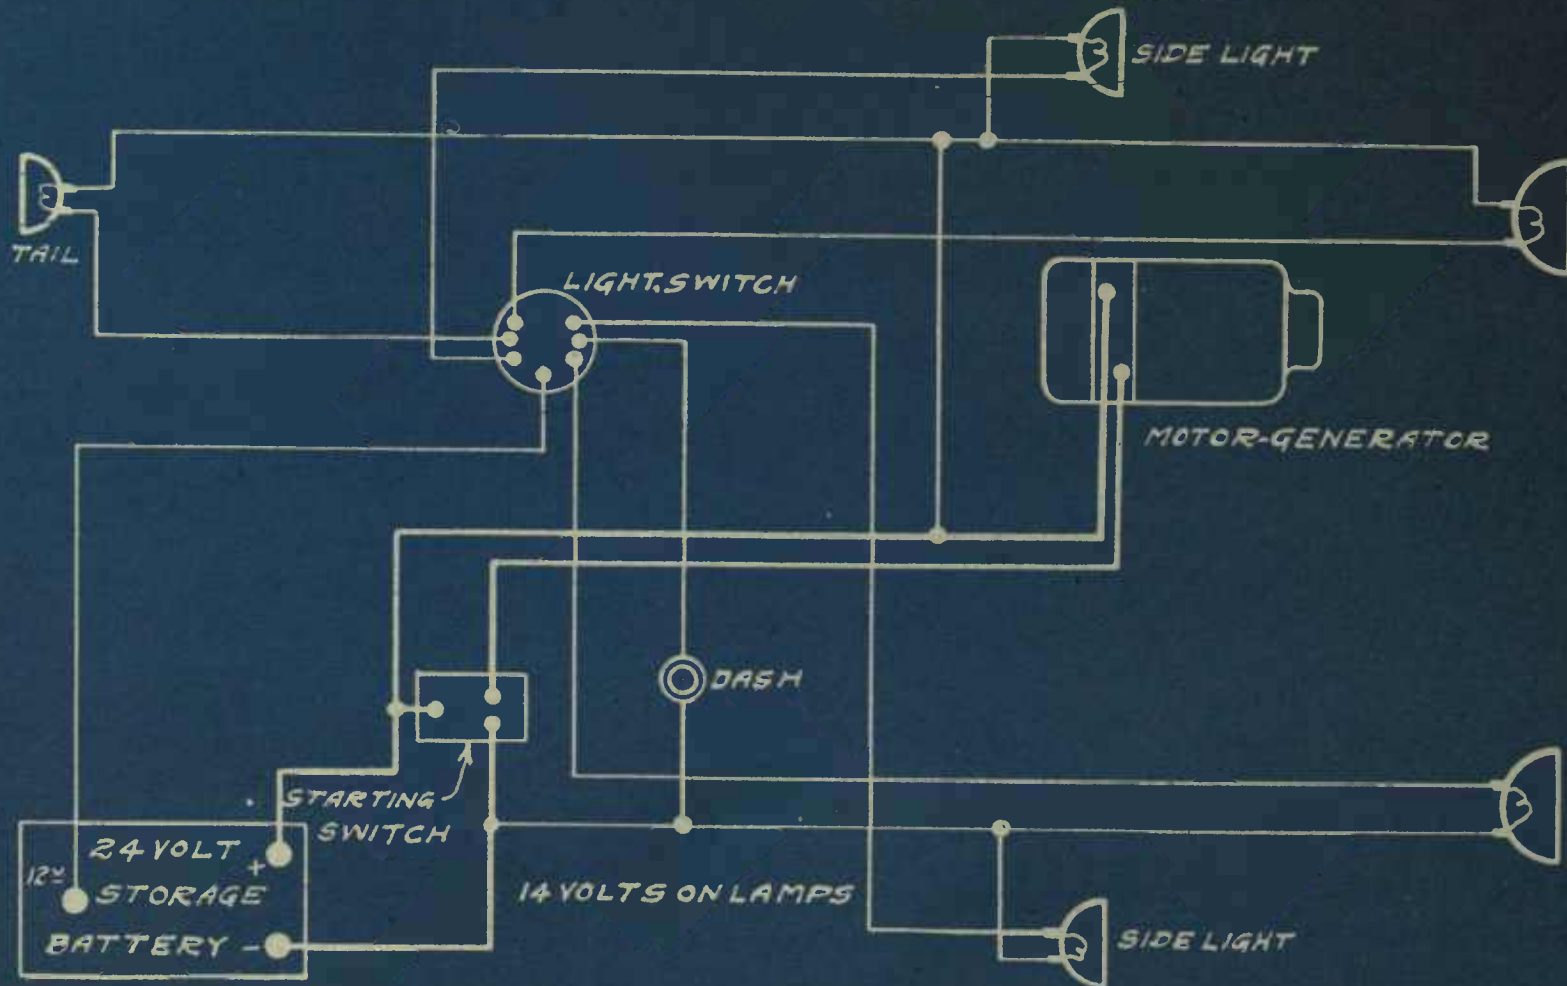 SIDE LIGHT
TAIL
LIGHT.SWITCH
MOTOR-GENERATOR
DASH
STARTING
SWITCH
24 VOLT
+
12V
STORAGE
BATTERY -
14 VOLTS ON LAMPS
SIDE LIGHT